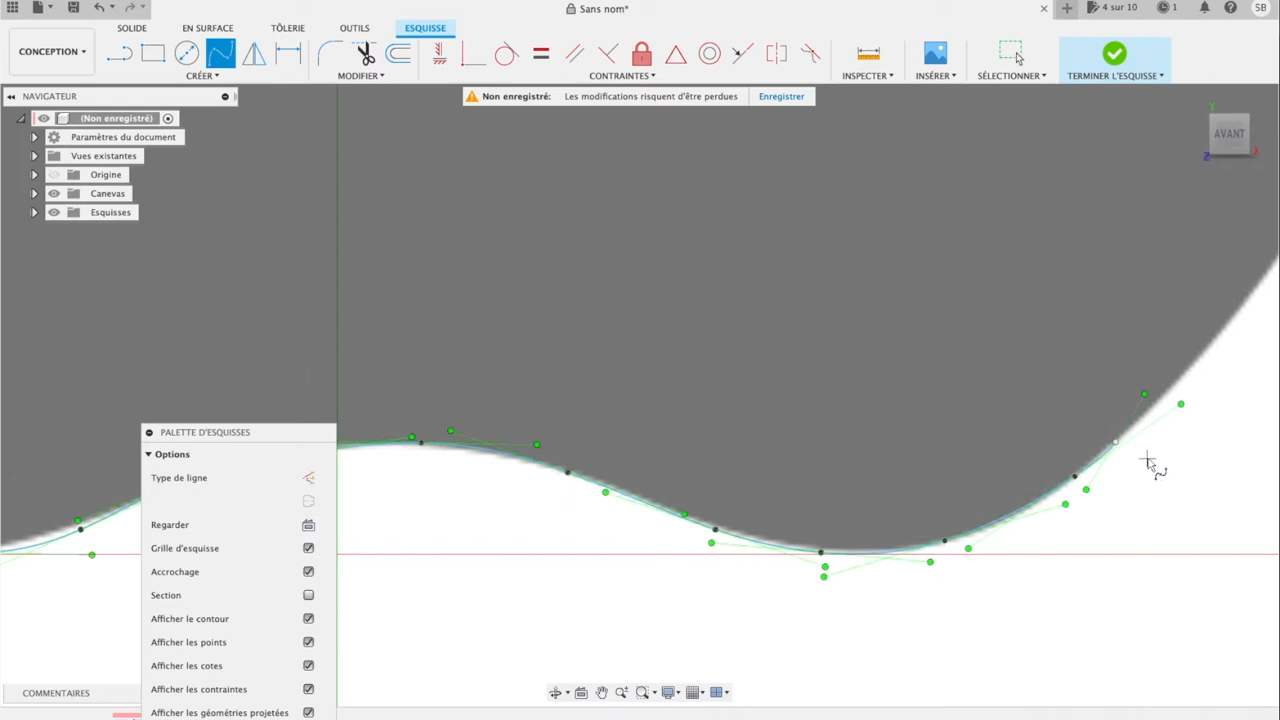 Sans nom*
4 sur 10
1
SB
SOLIDE
EN SURFACE
TÔLERIE
OUTILS
ESQUISSE
CONCEPTION
CRÉER
MODIFIER
CONTRAINTES
INSPECTER
INSÉRER
SÉLECTIONNER
TERMINER L'ESQUISSE
NAVIGATEUR
Non enregistré:
Les modifications risquent d'être perdues
Enregistrer
(Non enregistré)
Paramètres du document
Vues existantes
Origine
Canevas
Esquisses
Y
AVANT
Z
X
PALETTE D'ESQUISSES
Options
Type de ligne
Regarder
Grille d'esquisse
Accrochage
Section
Afficher le contour
Afficher les points
Afficher les cotes
Afficher les contraintes
Afficher les géométries projetées
COMMENTAIRES